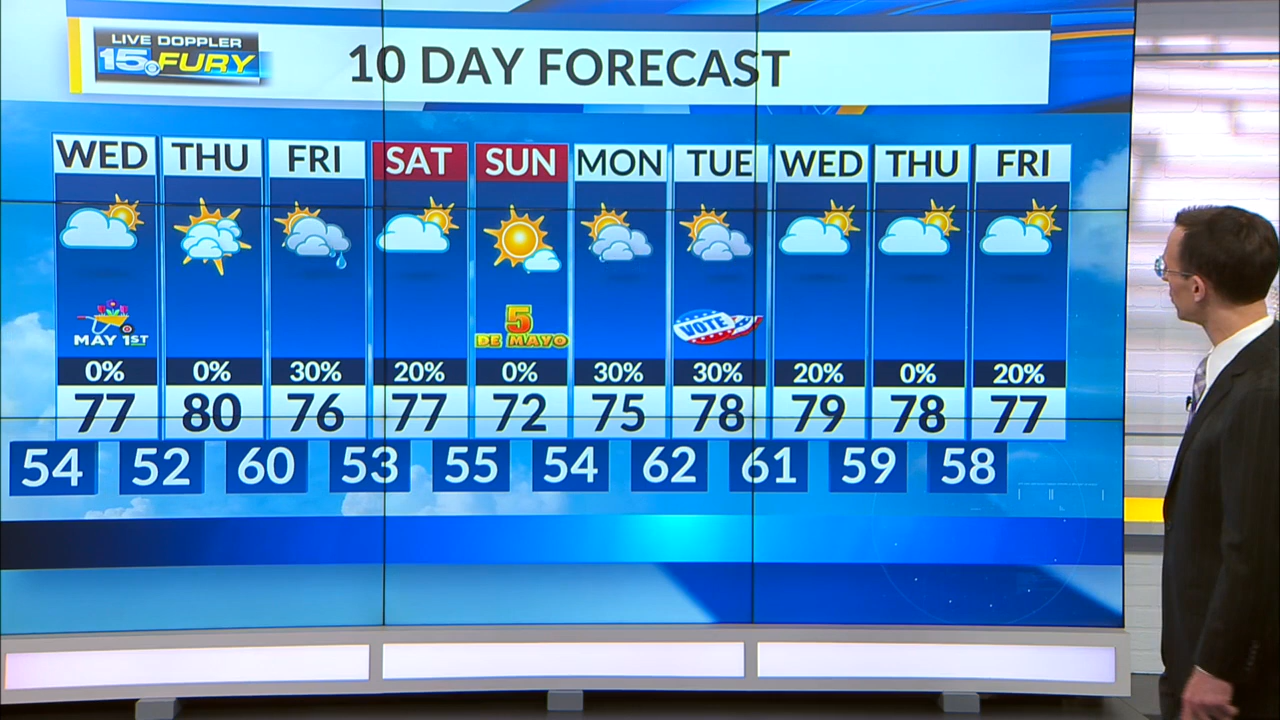 LIVE DOPPLER
15 FURY
10 DAY FORECAST
WED THU FRI SAT SUN MON TUE WED THU FRI
MAY 1ST
5
DE MAYO
VOTE
0% 0% 30% 20% 0% 30% 30% 20% 0% 20%
77 80 76 77 72 75 78 79 78 77
54 52 60 53 55 54 62 61 59 58